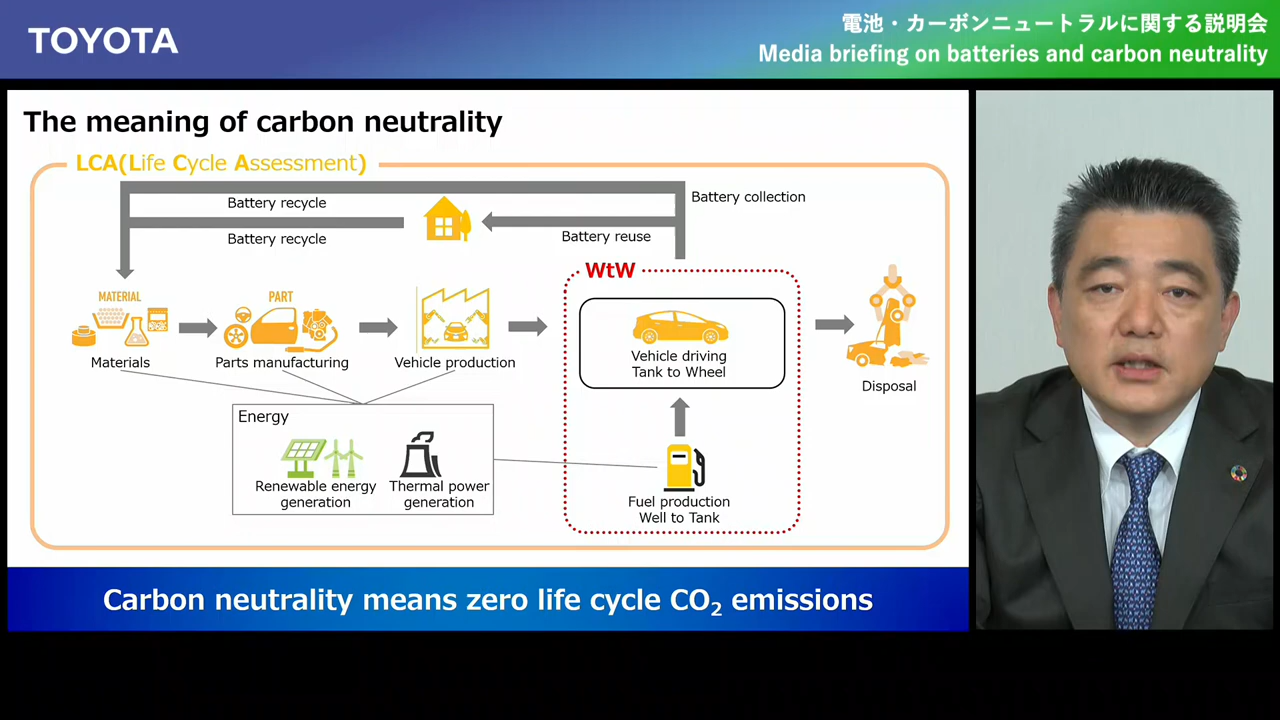 TOYOTA
電池・カーボンニュートラルに関する説明会
Media briefing on batteries and carbon neutrality
The meaning of carbon neutrality
LCA(Life Cycle Assessment)
Battery recycle
Battery collection
Battery recycle
Battery reuse
WtW
MATERIAL
PART
Materials
Parts manufacturing
Vehicle production
Vehicle driving
Tank to Wheel
Disposal
Energy
Renewable energy
generation
Thermal power
generation
Fuel production
Well to Tank
Carbon neutrality means zero life cycle CO₂ emissions